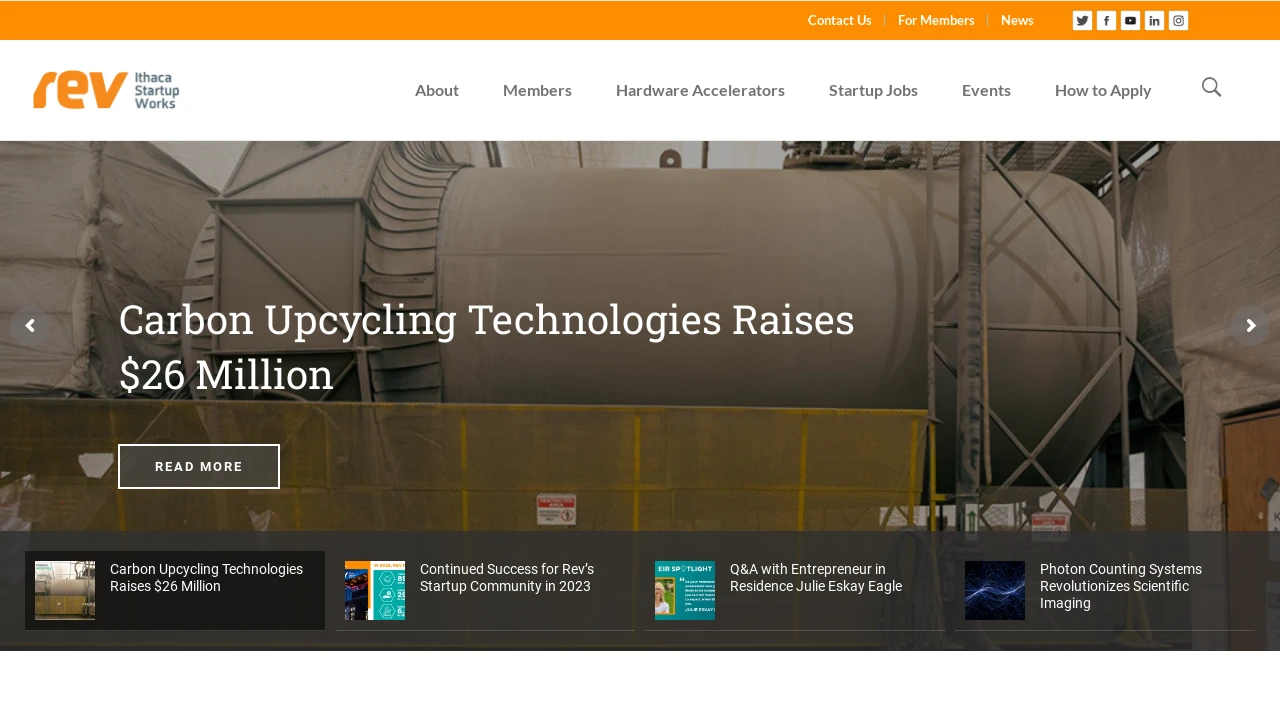 Contact Us
For Members
News
rev Ithaca
Startup
Works
About
Members
Hardware Accelerators
Startup Jobs
Events
How to Apply
Carbon Upcycling Technologies Raises
$26 Million
READ MORE
Carbon Upcycling Technologies
Raises $26 Million
Continued Success for Rev’s
Startup Community in 2023
EIR SPOTLIGHT
Q&A with Entrepreneur in
Residence Julie Eskay Eagle
Photon Counting Systems
Revolutionizes Scientific
Imaging